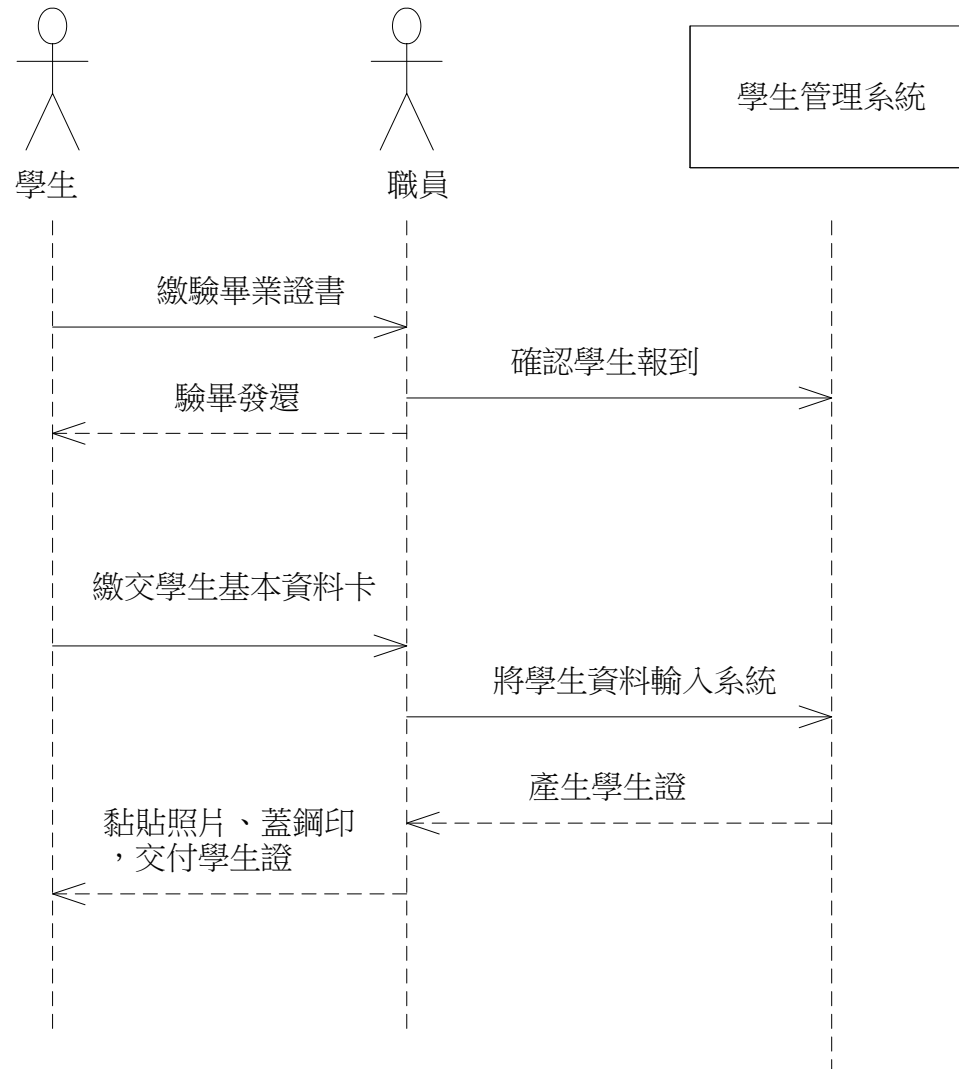 學生
職員
學生管理系統
繳驗畢業證書
確認學生報到
驗畢發還
繳交學生基本資料卡
將學生資料輸入系統
產生學生證
黏貼照片、蓋鋼印
，交付學生證